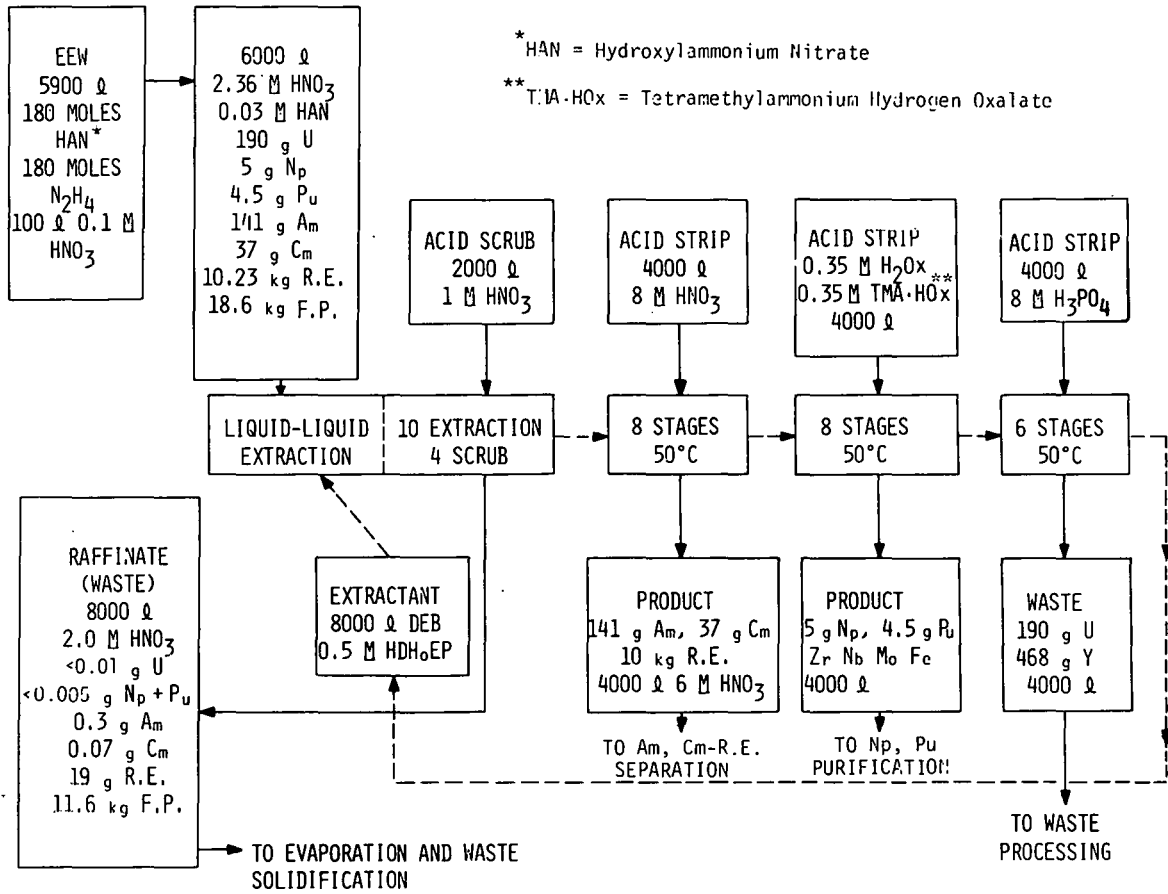 *HAN = Hydroxylammonium Nitrate
**TMA·HOx = Tetramethylammonium Hydrogen Oxalate
EEW
5900 ℓ
180 MOLES
HAN*
180 MOLES
N2H4
100 ℓ 0.1 M
HNO3
6000 ℓ
2.36 M HNO3
0.03 M HAN
190 g U
5 g Np
4.5 g Pu
141 g Am
37 g Cm
10.23 kg R.E.
18.6 kg F.P.
ACID SCRUB
2000 ℓ
1 M HNO3
ACID STRIP
4000 ℓ
8 M HNO3
ACID STRIP
0.35 M H2Ox
0.35 M TMA·HOx**
4000 ℓ
ACID STRIP
4000 ℓ
8 M H3PO4
LIQUID-LIQUID
EXTRACTION
10 EXTRACTION
4 SCRUB
8 STAGES
50°C
8 STAGES
50°C
6 STAGES
50°C
RAFFINATE
(WASTE)
8000 ℓ
2.0 M HNO3
<0.01 g U
<0.005 g Np + Pu
0.3 g Am
0.07 g Cm
19 g R.E.
11.6 kg F.P.
EXTRACTANT
8000 ℓ DEB
0.5 M HDHoEP
PRODUCT
141 g Am, 37 g Cm
10 kg R.E.
4000 ℓ 6 M HNO3
PRODUCT
5 g Np, 4.5 g Pu
Zr Nb Mo Fe
4000 ℓ
WASTE
190 g U
468 g Y
4000 ℓ
TO Am, Cm-R.E.
SEPARATION
TO Np, Pu
PURIFICATION
TO WASTE
PROCESSING
TO EVAPORATION AND WASTE
SOLIDIFICATION